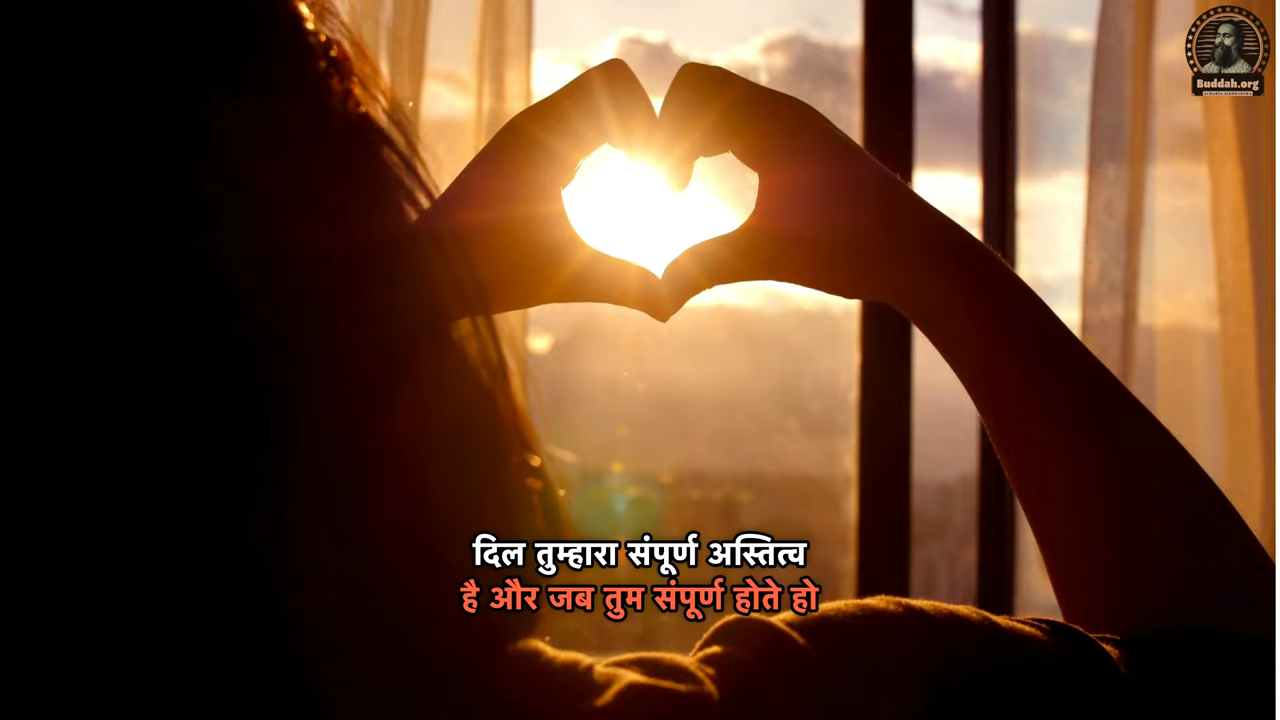 Buddah.org
दिल तुम्हारा संपूर्ण अस्तित्व
है और जब तुम संपूर्ण होते हो